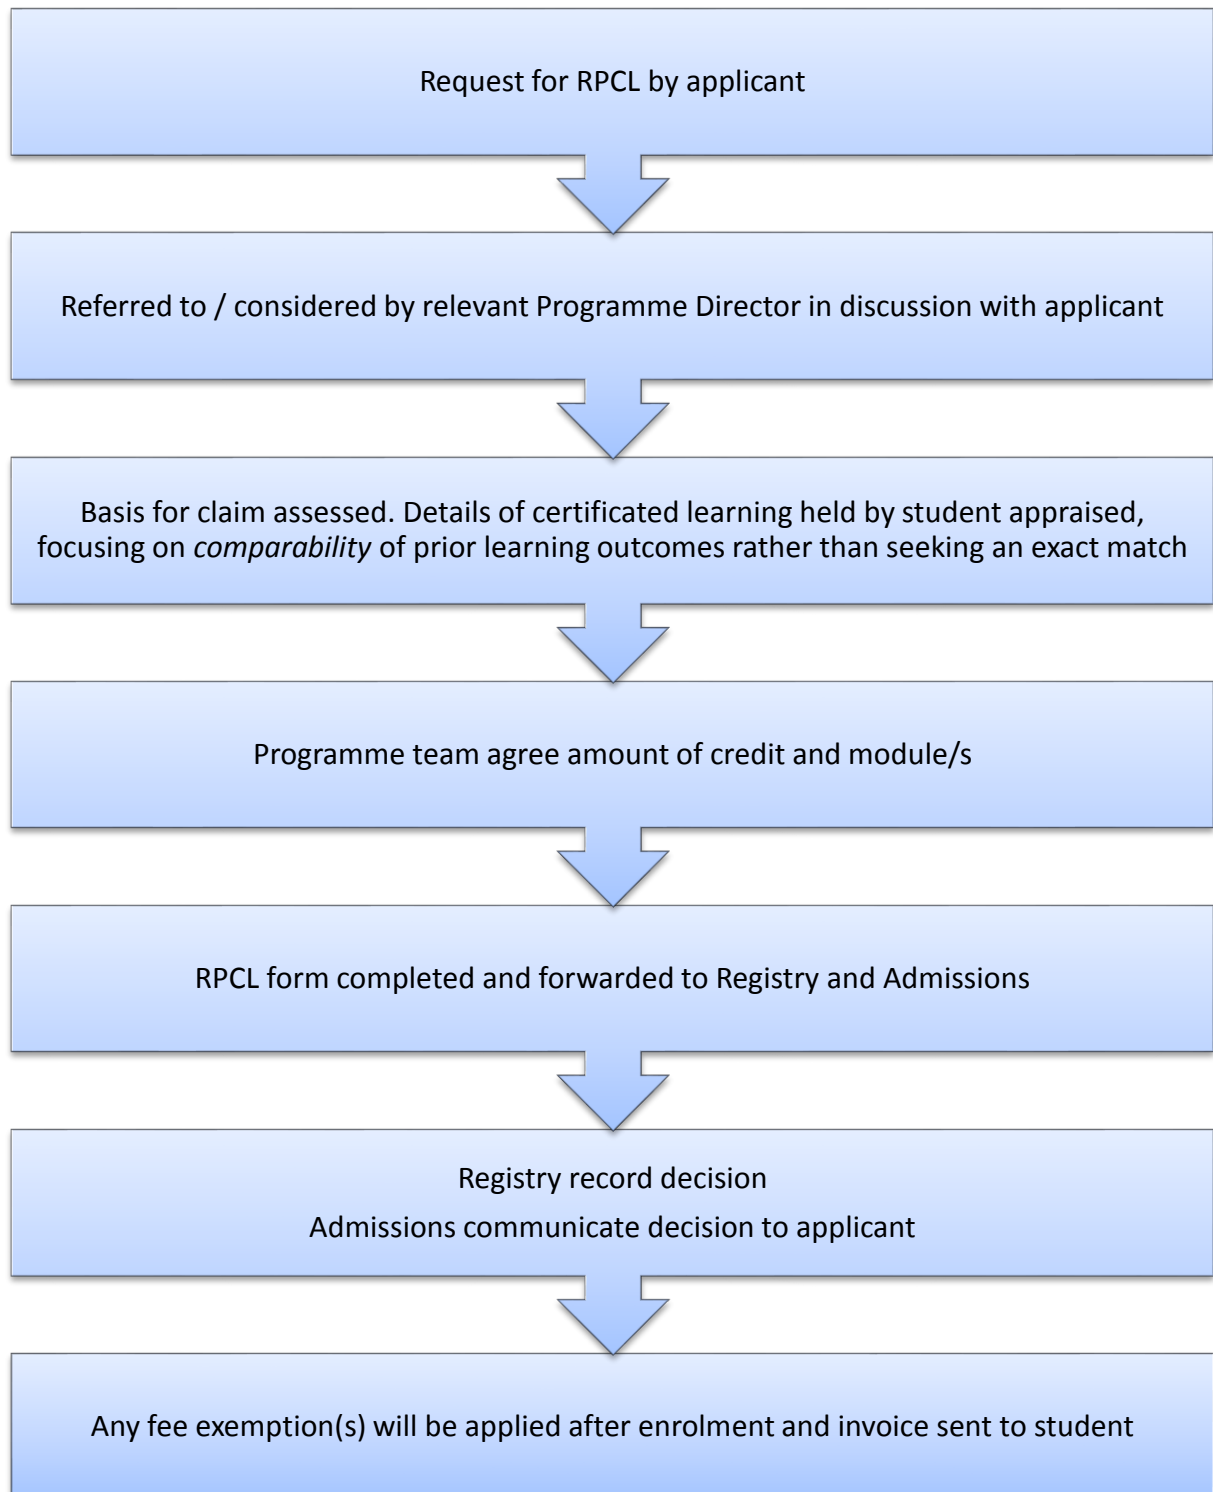 Request for RPCL by applicant
Referred to / considered by relevant Programme Director in discussion with applicant
Basis for claim assessed. Details of certificated learning held by student appraised,
focusing on comparability of prior learning outcomes rather than seeking an exact match
Programme team agree amount of credit and module/s
RPCL form completed and forwarded to Registry and Admissions
Registry record decision
Admissions communicate decision to applicant
Any fee exemption(s) will be applied after enrolment and invoice sent to student